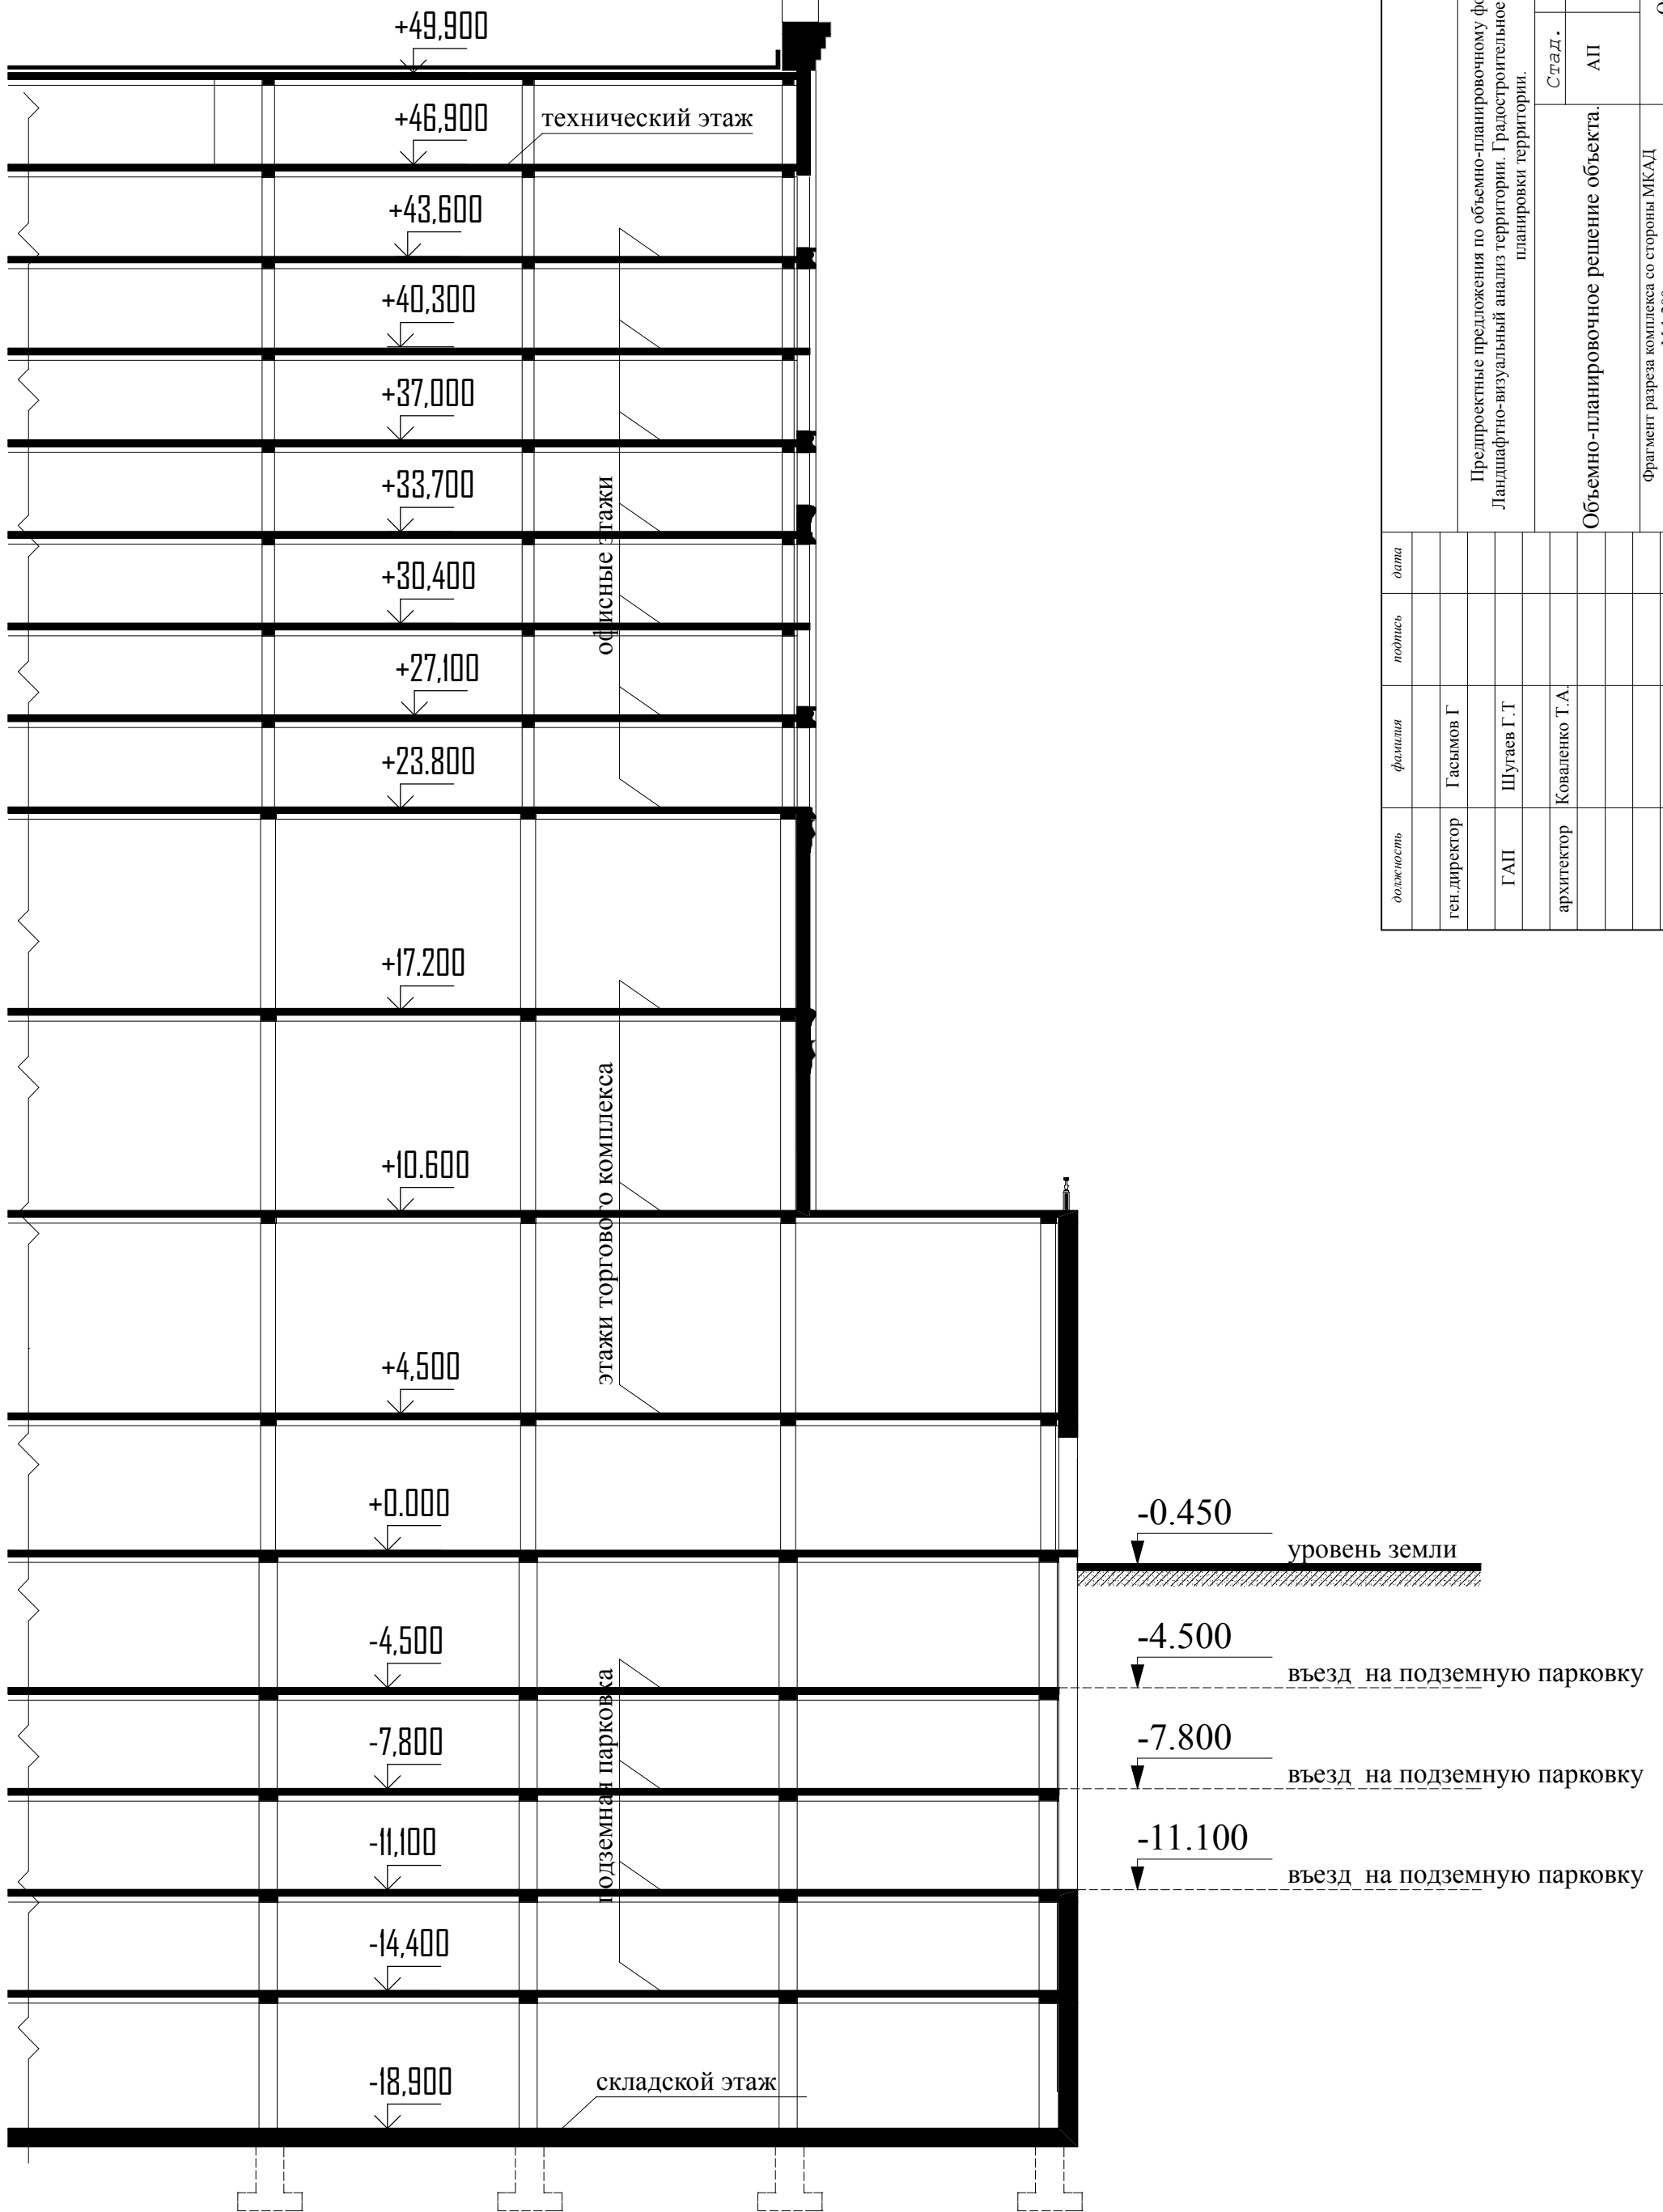 +49,900
+46,900
технический этаж
+43,600
+40,300
+37,000
+33,700
офисные этажи
+30,400
+27,100
+23.800
+17.200
этажи торгового комплекса
+10.600
+4,500
+0.000
-0.450
уровень земли
-4,500
-4.500
въезд на подземную парковку
подземная парковка
-7,800
-7.800
въезд на подземную парковку
-11,100
-11.100
въезд на подземную парковку
-14,400
-18,900
складской этаж
должность
фамилия
подпись
дата
ген.директор
Гасымов Г
ГАП
Шугаев Г.Т
архитектор
Коваленко Т.А.
Предпроектные предложения по объемно-планировочному
Ландшафтно-визуальный анализ территории. Градостроительное
планировки территории.
Стад.
АП
Объемно-планировочное решение объекта.
Фрагмент разреза комплекса со стороны МКАД